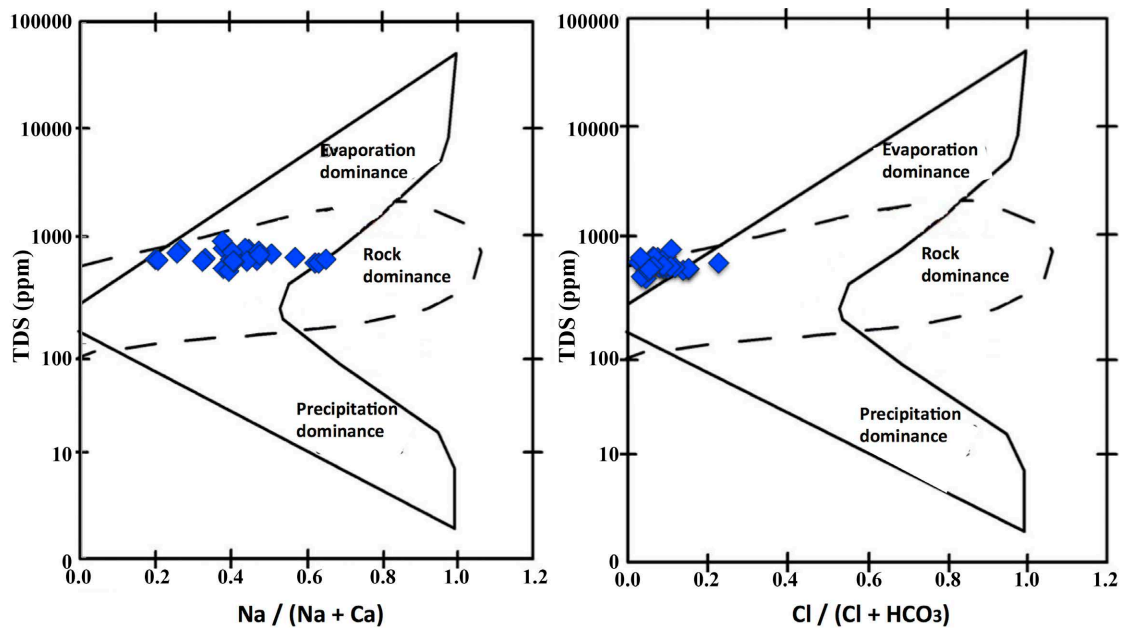 100000
10000
1000
100
10
0
TDS (ppm)
Evaporation
dominance
Rock
dominance
Precipitation
dominance
0.0 0.2 0.4 0.6 0.8 1.0 1.2
Na / (Na + Ca)
100000
10000
1000
100
10
0
TDS (ppm)
Evaporation
dominance
Rock
dominance
Precipitation
dominance
0.0 0.2 0.4 0.6 0.8 1.0 1.2
Cl / (Cl + HCO3)